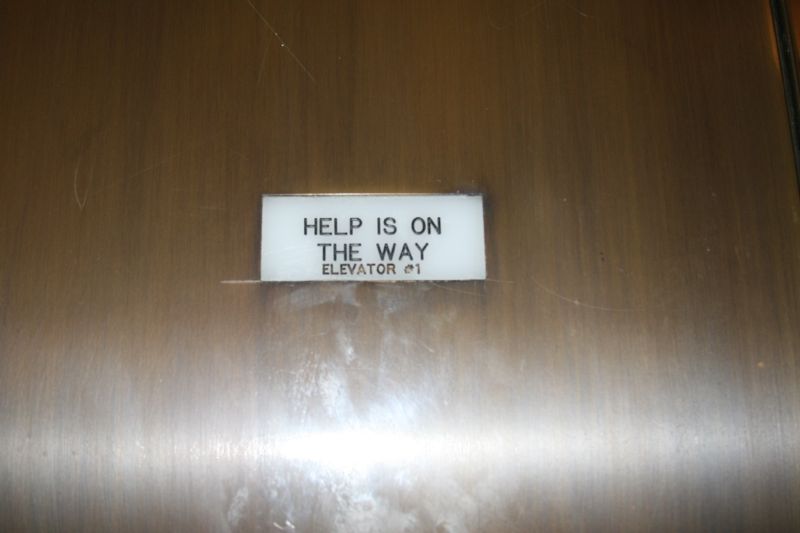 HELP IS ON
THE WAY
ELEVATOR #1